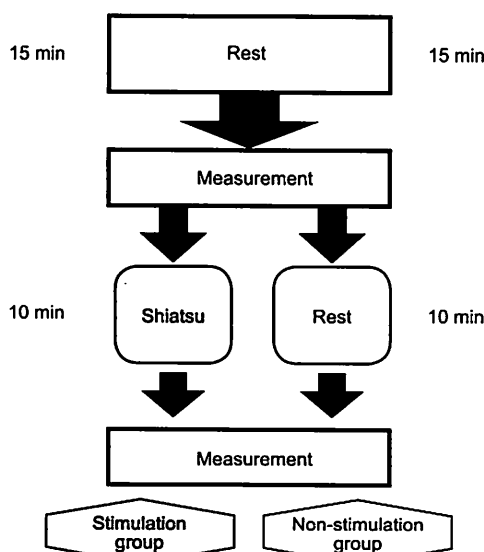 15 min
Rest
15 min
Measurement
10 min
Shiatsu
Rest
10 min
Measurement
Stimulation
group
Non-stimulation
group